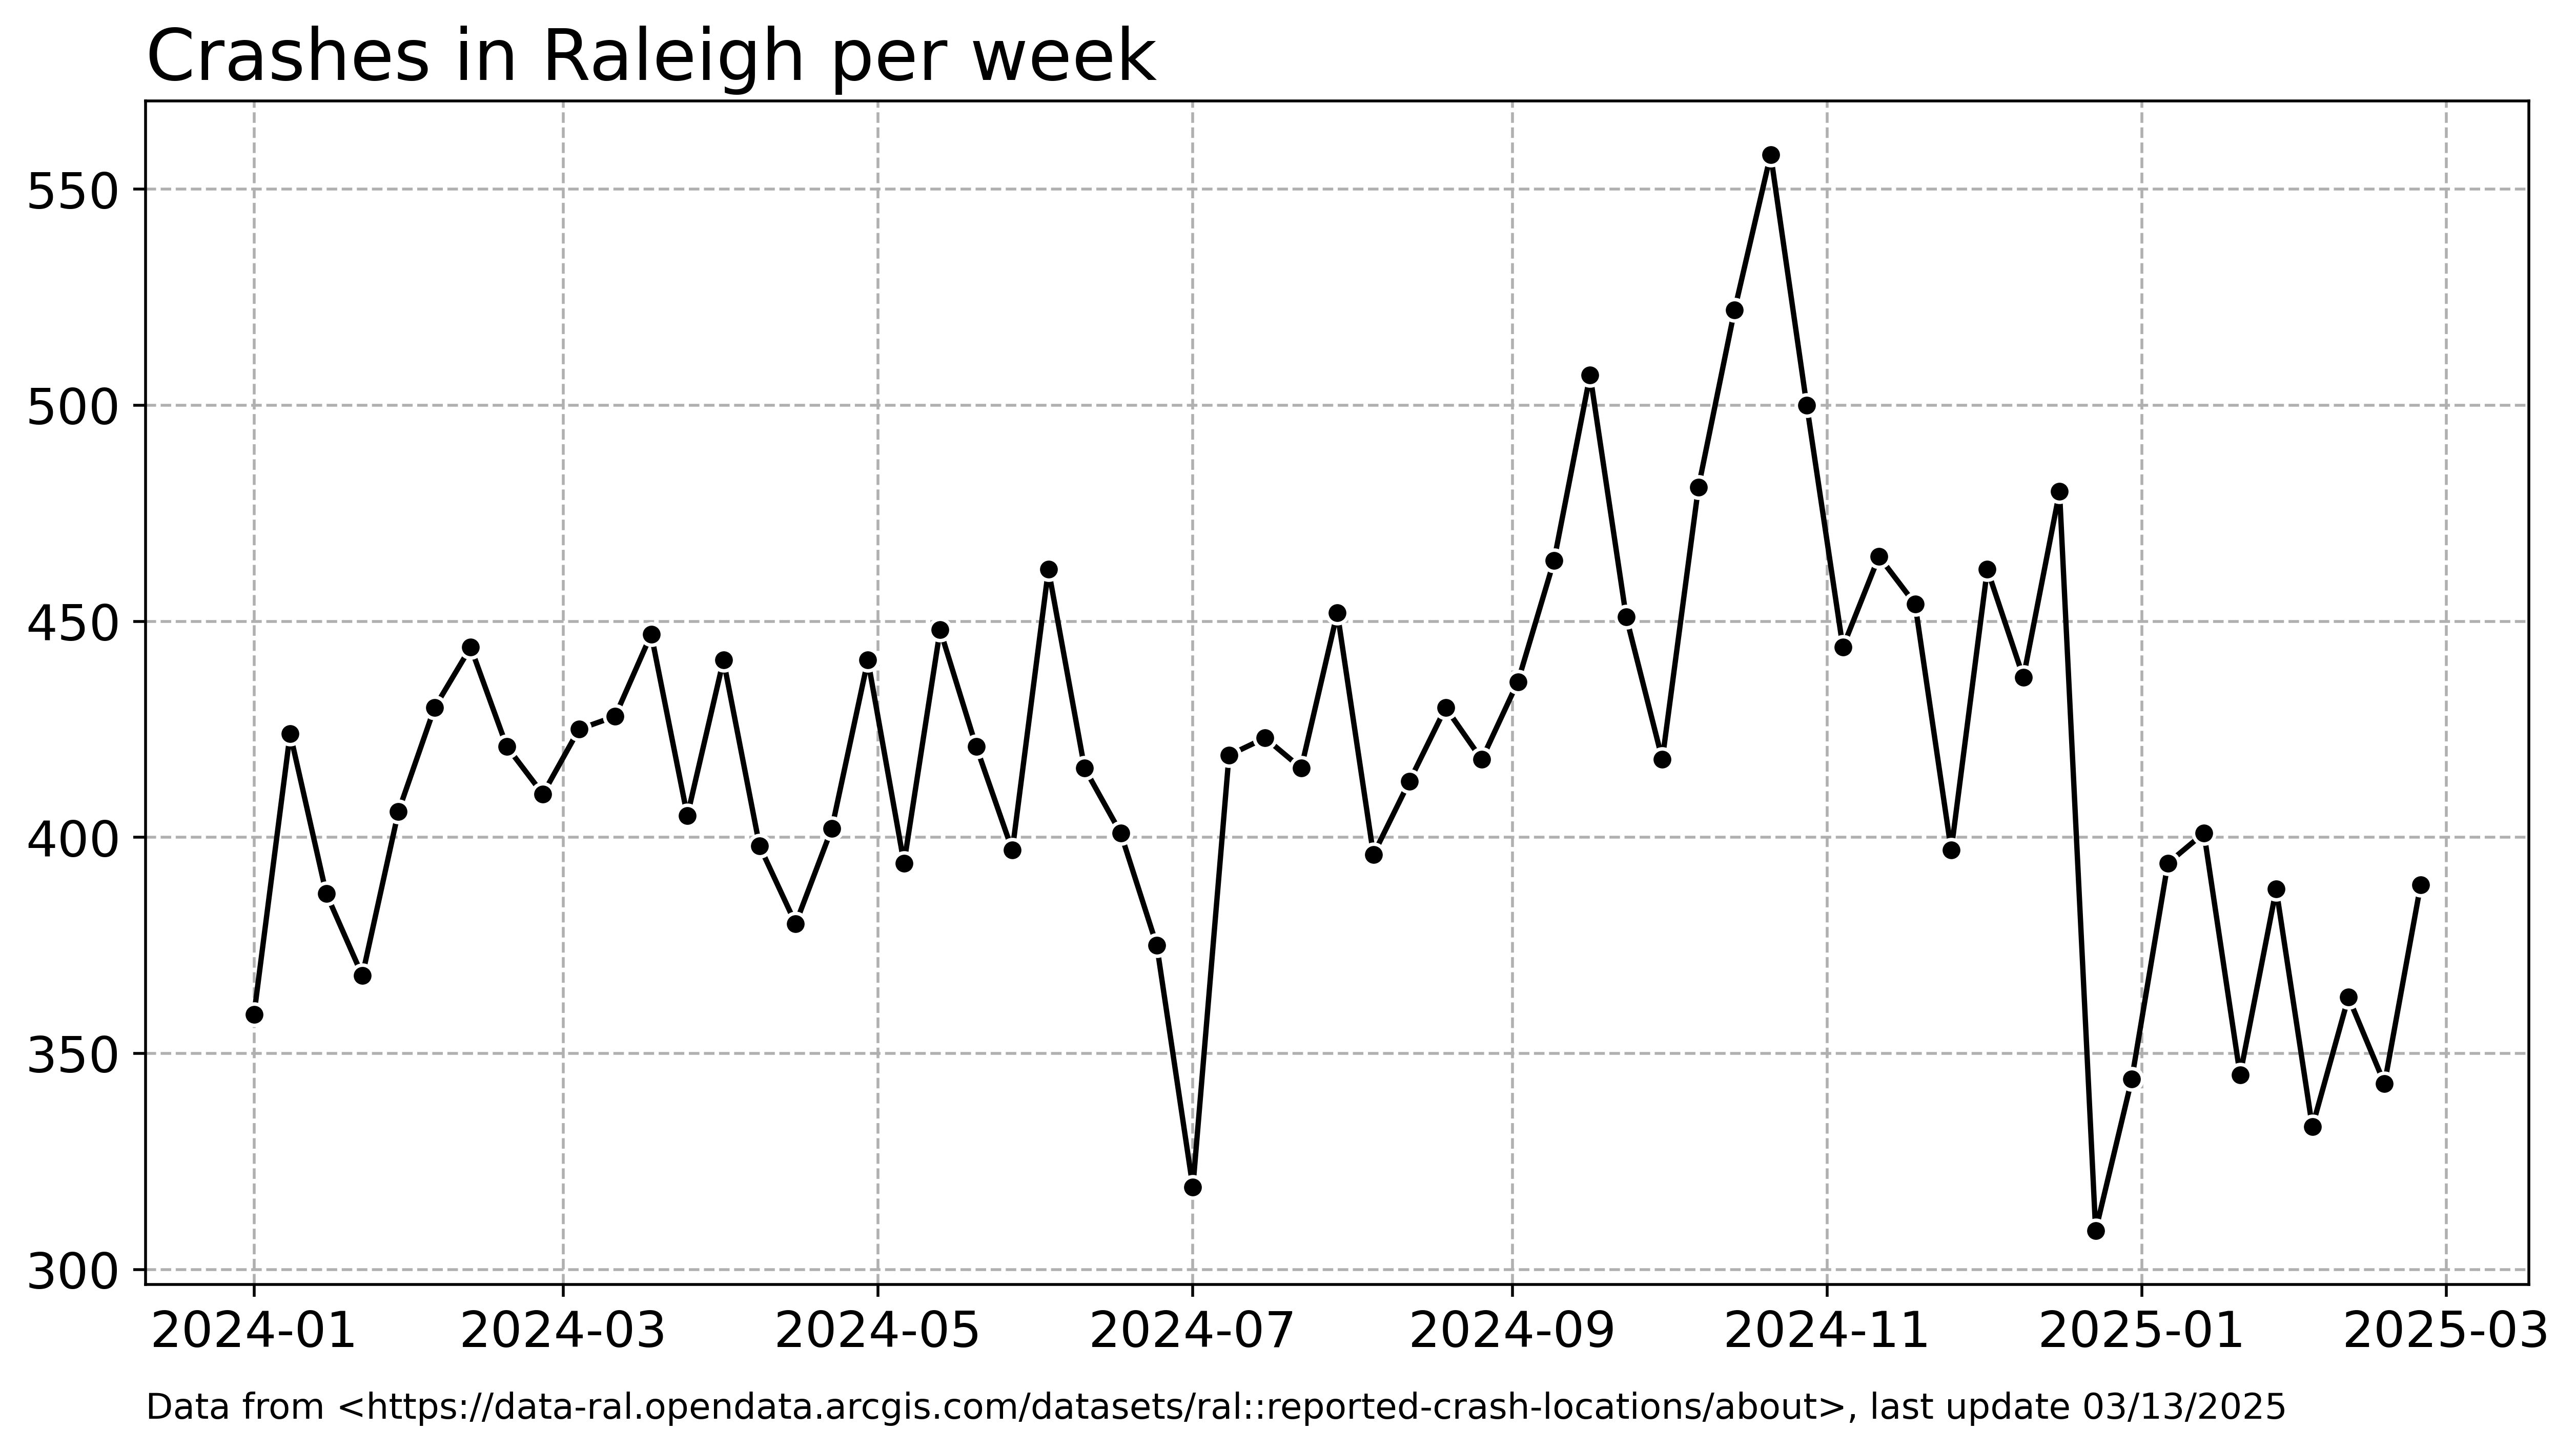 Crashes in Raleigh per week
550
500
450
400
350
300
2024-01 2024-03 2024-05 2024-07 2024-09 2024-11 2025-01 2025-03
Data from <https://data-ral.opendata.arcgis.com/datasets/ral::reported-crash-locations/about>, last update 03/13/2025